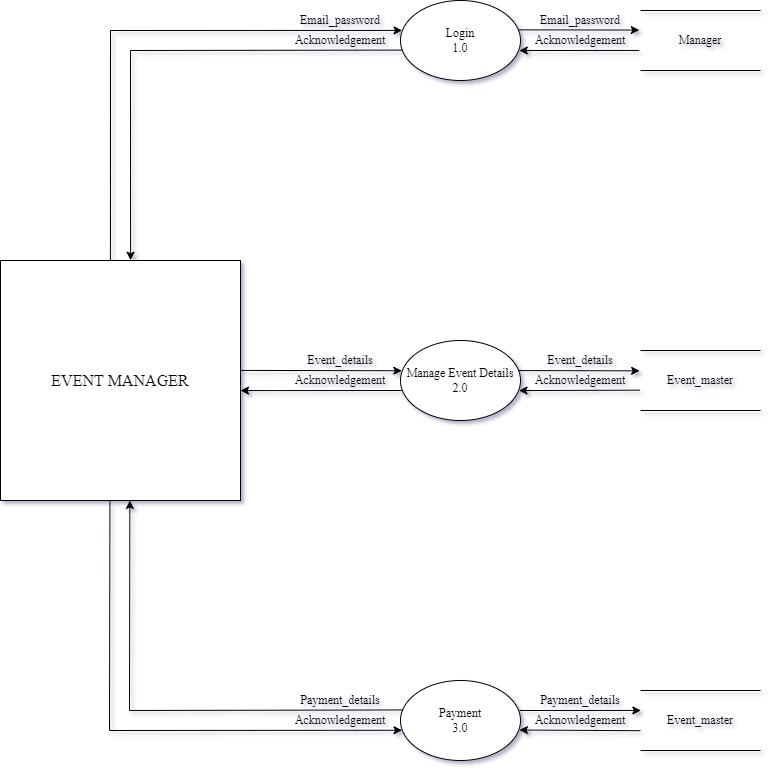 Email_password
Acknowledgement
Login
1.0
Email_password
Acknowledgement
Manager
EVENT MANAGER
Event_details
Acknowledgement
Manage Event Details
2.0
Event_details
Acknowledgement
Event_master
Payment_details
Acknowledgement
Payment
3.0
Payment_details
Acknowledgement
Event_master